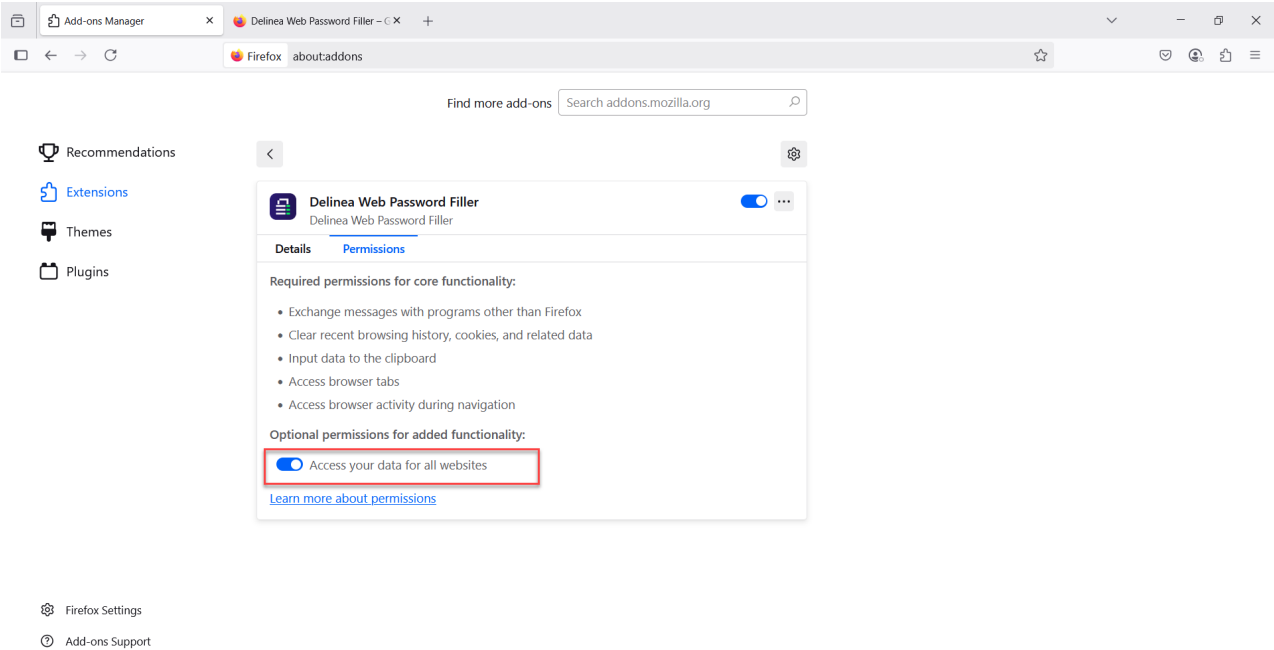 Add-ons Manager
Delinea Web Password Filler – G
Firefox about:addons
Find more add-ons Search addons.mozilla.org
Recommendations
Extensions
Themes
Plugins
Delinea Web Password Filler
Delinea Web Password Filler
Details Permissions
Required permissions for core functionality:
• Exchange messages with programs other than Firefox
• Clear recent browsing history, cookies, and related data
• Input data to the clipboard
• Access browser tabs
• Access browser activity during navigation
Optional permissions for added functionality:
Access your data for all websites
Learn more about permissions
Firefox Settings
Add-ons Support